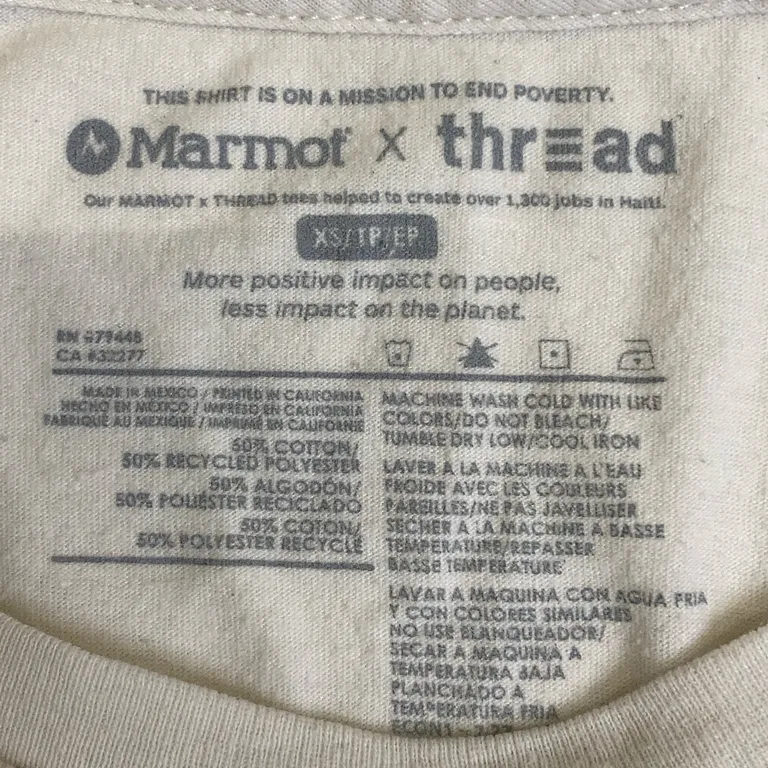 THIS SHIRT IS ON A MISSION TO END POVERTY.
Marmot X thread
Our MARMOT x THREAD tees helped to create over 1,300 jobs in Haiti.
XS/TP/EP
More positive impact on people,
less impact on the planet.
RN #79448
CA #32277
MADE IN MEXICO / PRINTED IN CALIFORNIA
HECHO EN MÉXICO / IMPRESO EN CALIFORNIA
FABRIQUÉ AU MEXIQUE / IMPRIMÉ EN CALIFORNIE
50% COTTON/
50% RECYCLED POLYESTER
50% ALGODÓN/
50% POLIÉSTER RECICLADO
50% COTON/
50% POLYESTER RECYCLÉ
MACHINE WASH COLD WITH LIKE
COLORS/DO NOT BLEACH/
TUMBLE DRY LOW/COOL IRON
LAVER A LA MACHINE A L'EAU
FROIDE AVEC LES COULEURS
PAREILLES/NE PAS JAVELLISER
SECHER A LA MACHINE A BASSE
TEMPERATURE/REPASSER
BASSE TEMPERATURE
LAVAR A MAQUINA CON AGUA FRIA
Y CON COLORES SIMILARES
NO USE BLANQUEADOR/
SECAR A MAQUINA A
TEMPERATURA BAJA
PLANCHADO A
TEMPERATURA FRIA